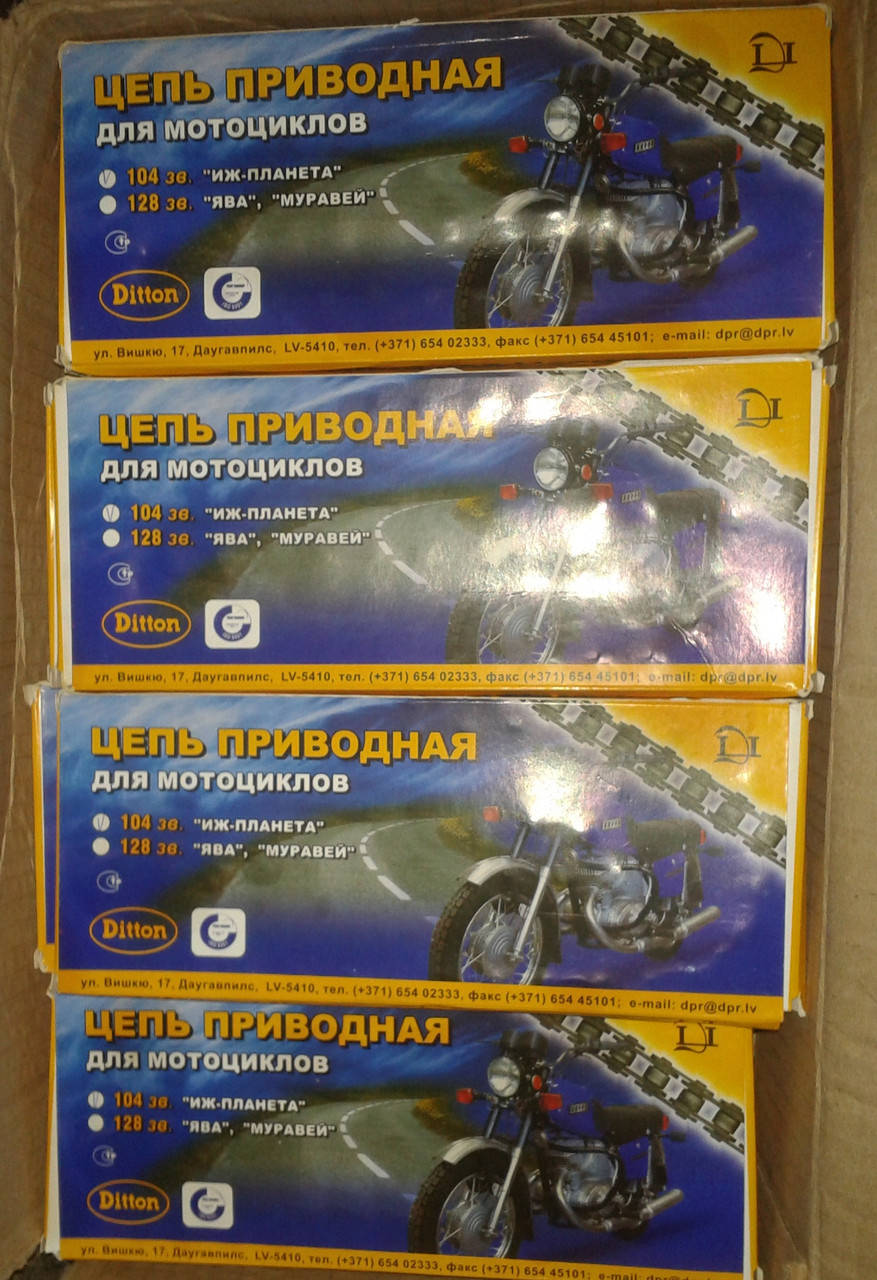 ЦЕПЬ ПРИВОДНАЯ
ДЛЯ МОТОЦИКЛОВ
104 зв. "ИЖ-ПЛАНЕТА"
128 зв. "ЯВА", "МУРАВЕЙ"
Ditton
ISO 9001
ул. Вишкю, 17, Даугавпилс, LV-5410, тел. (+371) 654 02333, факс (+371) 654 45101; e-mail: dpr@dpr.lv
ЦЕПЬ ПРИВОДНАЯ
ДЛЯ МОТОЦИКЛОВ
104 зв. "ИЖ-ПЛАНЕТА"
128 зв. "ЯВА", "МУРАВЕЙ"
Ditton
ISO 9001
ул. Вишкю, 17, Даугавпилс, LV-5410, тел. (+371) 654 02333, факс (+371) 654 45101; e-mail: dpr@dpr.lv
ЦЕПЬ ПРИВОДНАЯ
ДЛЯ МОТОЦИКЛОВ
104 зв. "ИЖ-ПЛАНЕТА"
128 зв. "ЯВА", "МУРАВЕЙ"
Ditton
ул. Вишкю, 17, Даугавпилс, LV-5410, тел. (+371) 654 02333, факс (+371) 654 45101; e-mail: dpr@dpr.lv
ЦЕПЬ ПРИВОДНАЯ
ДЛЯ МОТОЦИКЛОВ
104 зв. "ИЖ-ПЛАНЕТА"
128 зв. "ЯВА", "МУРАВЕЙ"
Ditton
ул. Вишкю, 17, Даугавпилс, LV-5410, тел. (+371) 654 02333, факс (+371) 654 45101; e-mail: